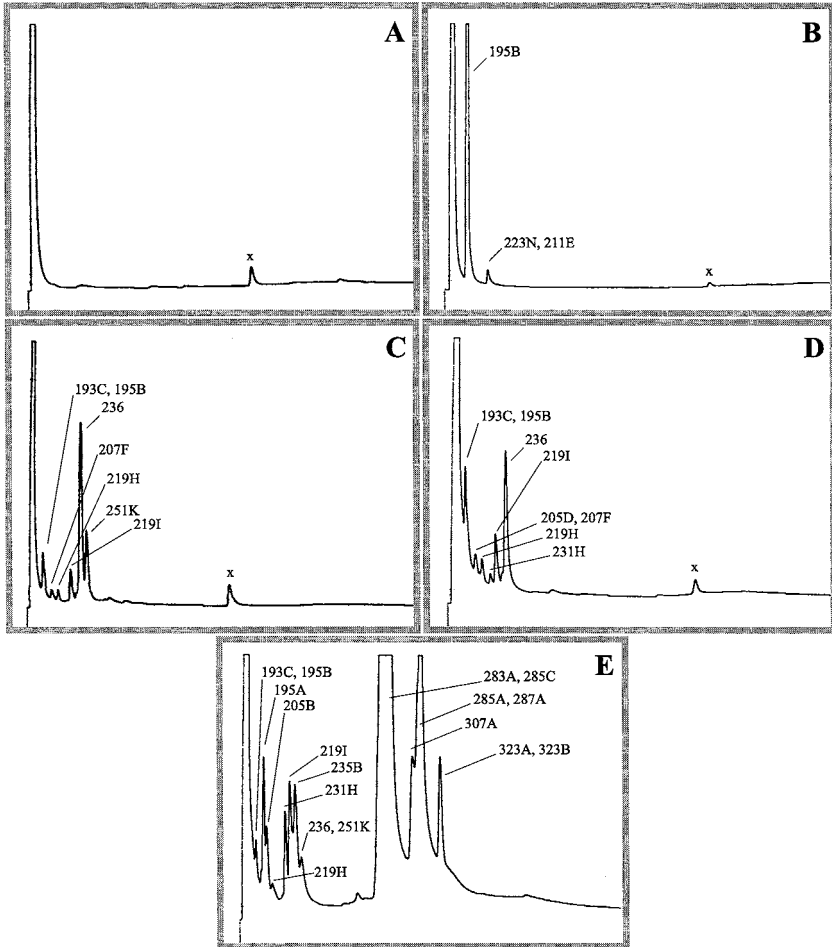 A
x
B
195B
223N, 211E
x
C
193C, 195B
236
207F
219H
251K
219I
x
D
193C, 195B
236
219I
205D, 207F
219H
231H
x
E
193C, 195B
195A
205B
219I
235B
231H
236, 251K
219H
283A, 285C
285A, 287A
307A
323A, 323B